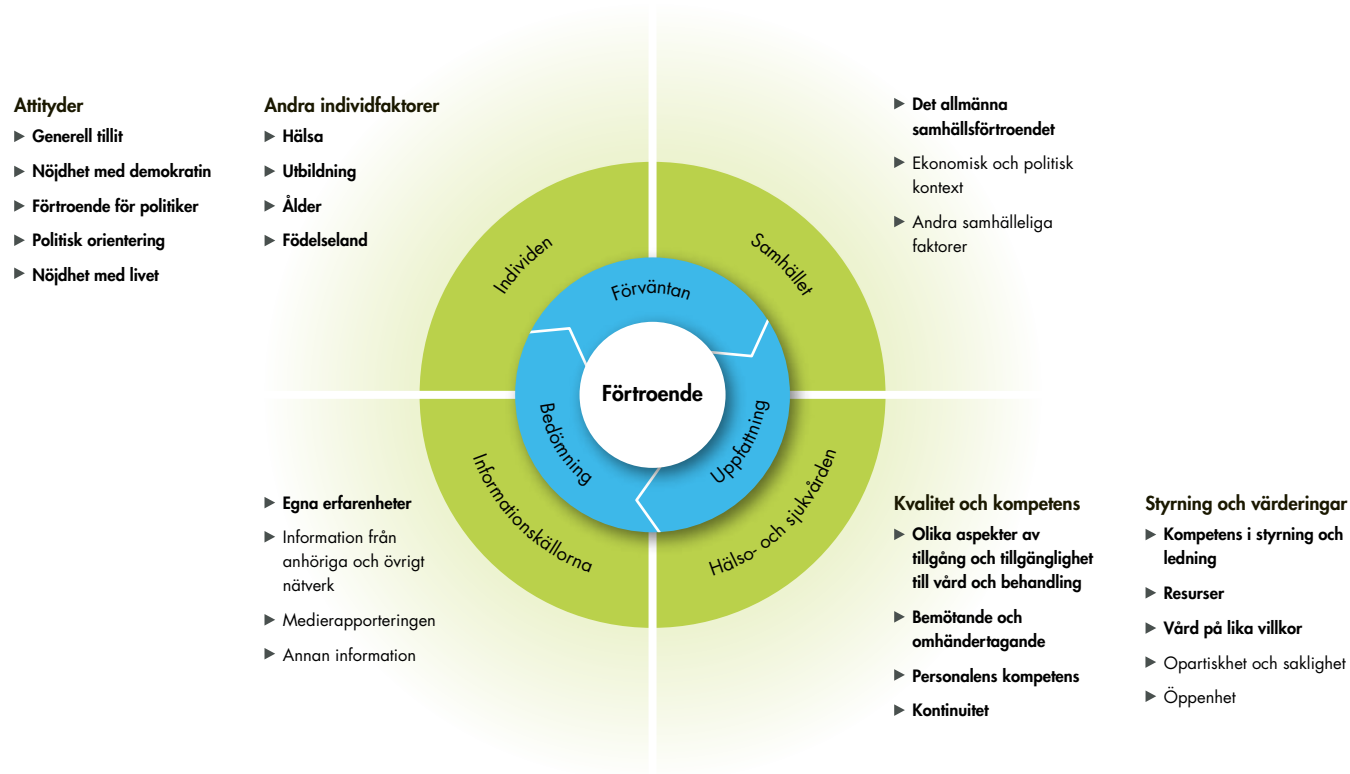 Attityder
► Generell tillit
► Nöjdhet med demokratin
► Förtroende för politiker
► Politisk orientering
► Nöjdhet med livet
Andra individfaktorer
► Hälsa
► Utbildning
► Ålder
► Födelseland
► Det allmänna
samhällsförtroendet
► Ekonomisk och politisk
kontext
► Andra samhälleliga
faktorer
Individen
Samhället
Förväntan
Förtroende
Bedömning
Uppfattning
Informationskällorna
Hälso- och sjukvården
► Egna erfarenheter
► Information från
anhöriga och övrigt
nätverk
► Medierapporteringen
► Annan information
Kvalitet och kompetens
► Olika aspekter av
tillgång och tillgänglighet
till vård och behandling
► Bemötande och
omhändertagande
► Personalens kompetens
► Kontinuitet
Styrning och värderingar
► Kompetens i styrning och
ledning
► Resurser
► Vård på lika villkor
► Opartiskhet och saklighet
► Öppenhet